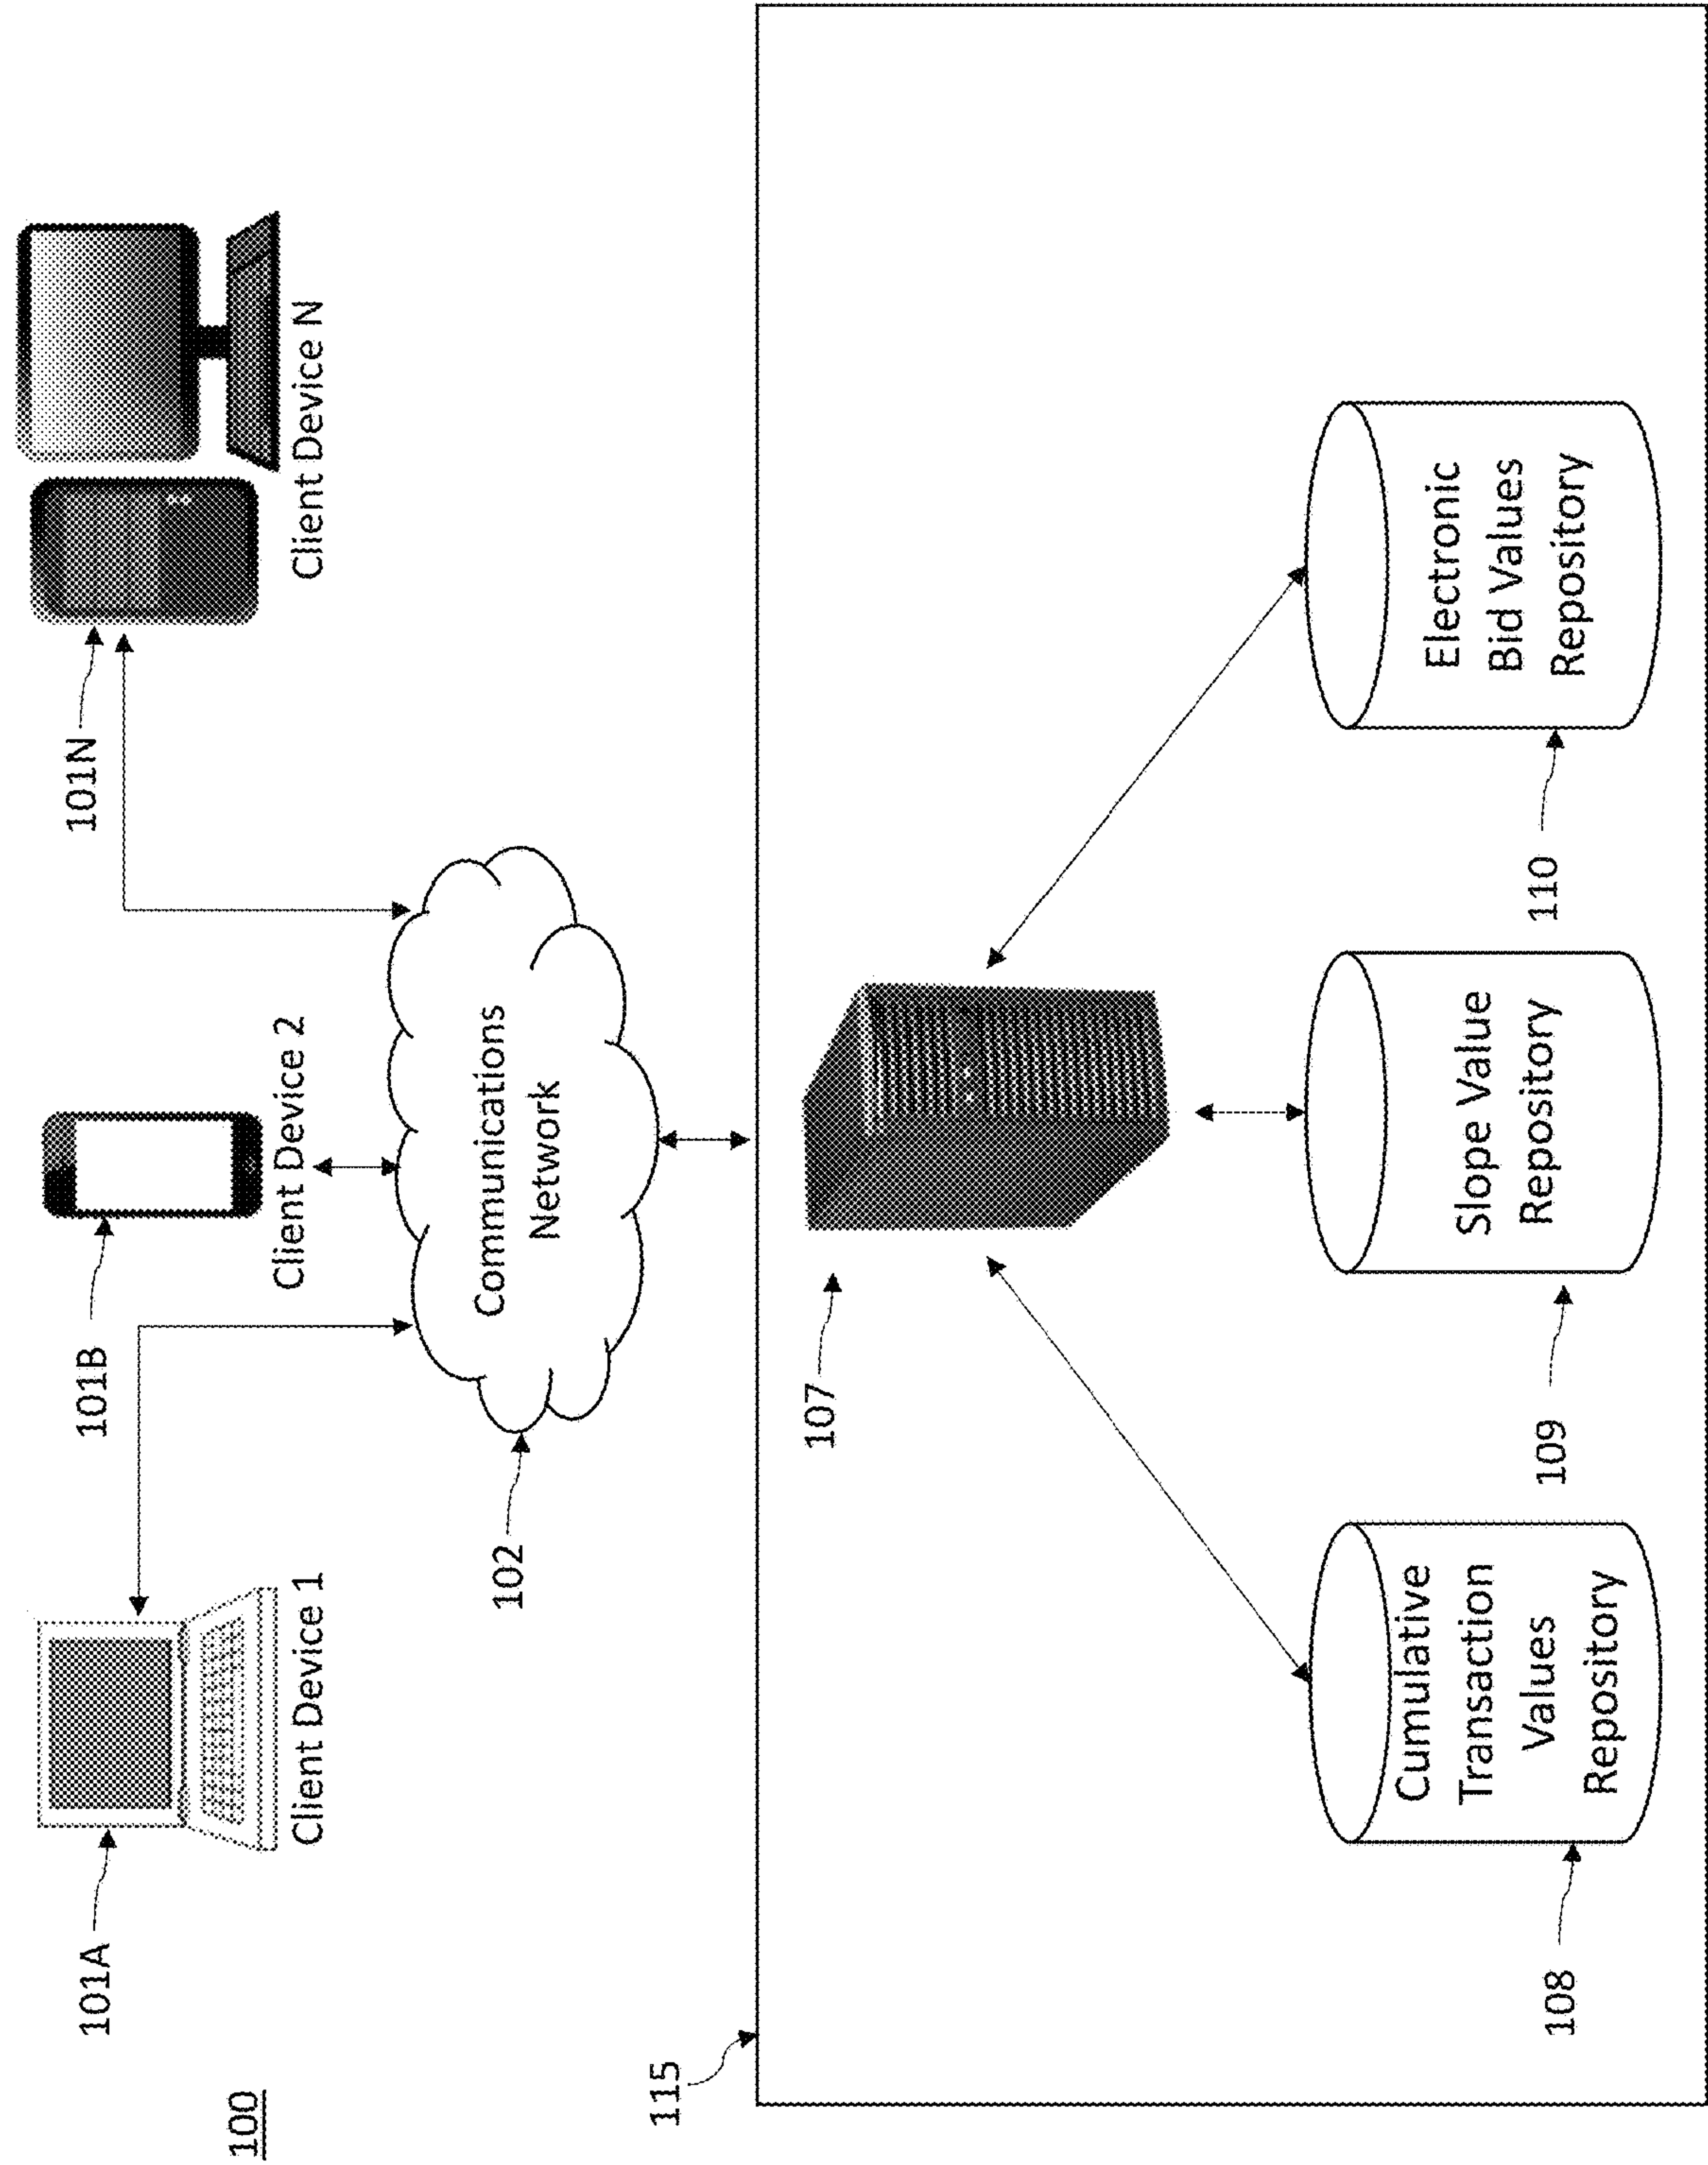 100
101A
Client Device 1
101B
Client Device 2
101N
Client Device N
102
Communications
Network
115
107
108
Cumulative
Transaction
Values
Repository
109
Slope Value
Repository
110
Electronic
Bid Values
Repository